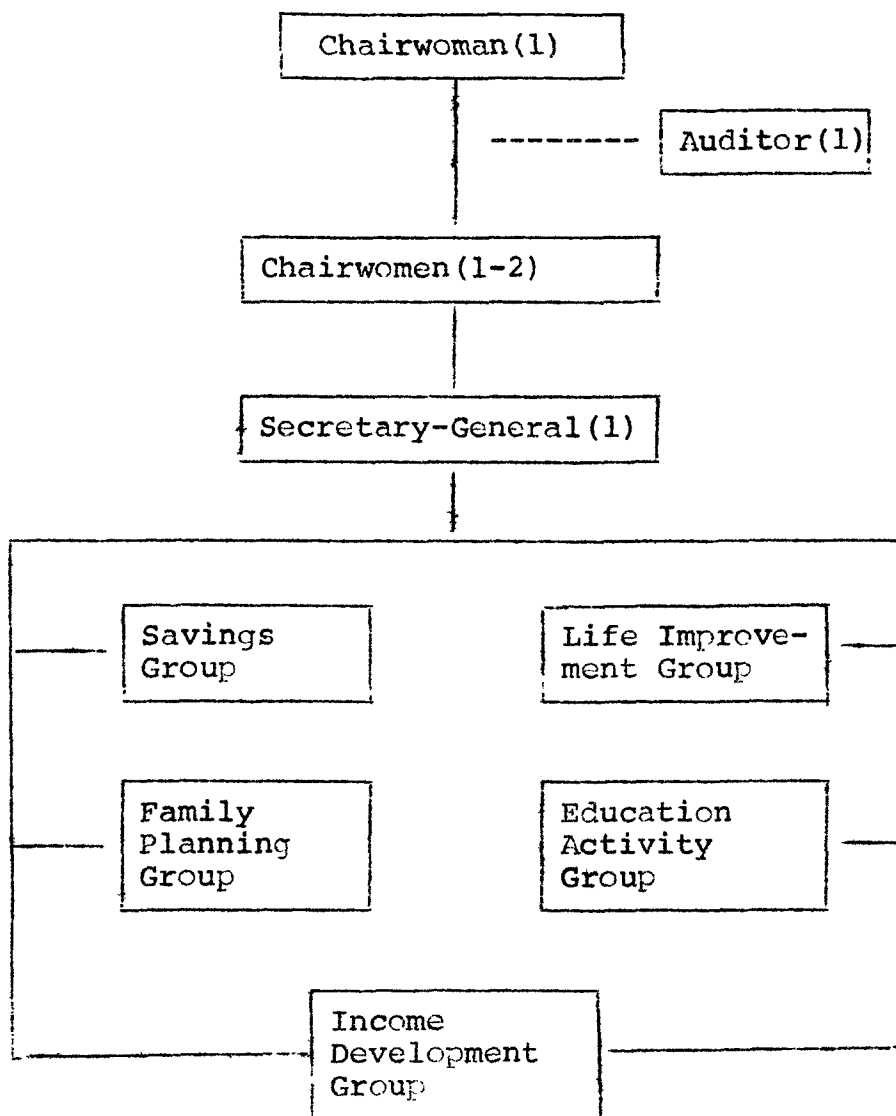 Chairwoman(1)
Auditor(1)
Chairwomen(1-2)
Secretary-General(1)
Savings
Group
Life Improve-
ment Group
Family
Planning
Group
Education
Activity
Group
Income
Development
Group